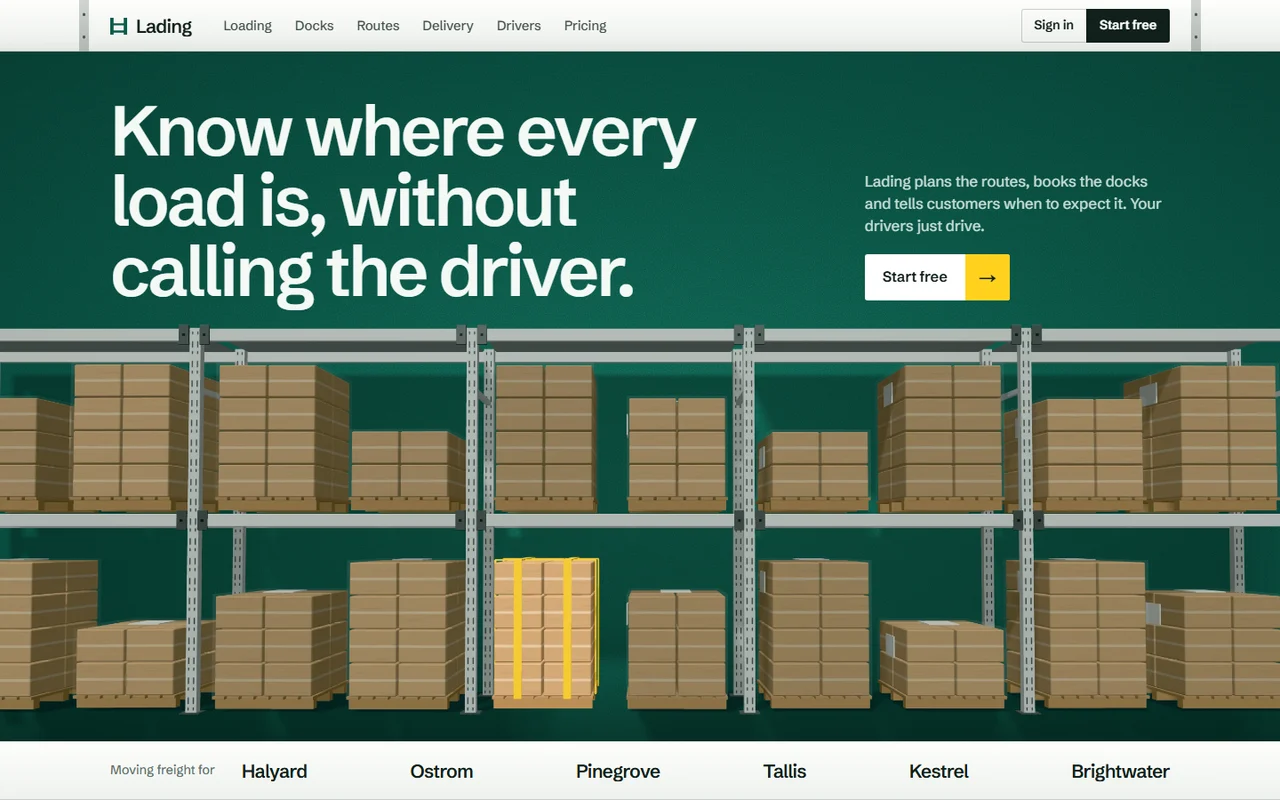 Lading
Loading
Docks
Routes
Delivery
Drivers
Pricing
Sign in
Start free
Know where every
load is, without
calling the driver.
Lading plans the routes, books the docks
and tells customers when to expect it. Your
drivers just drive.
Start free →
Moving freight for
Halyard
Ostrom
Pinegrove
Tallis
Kestrel
Brightwater